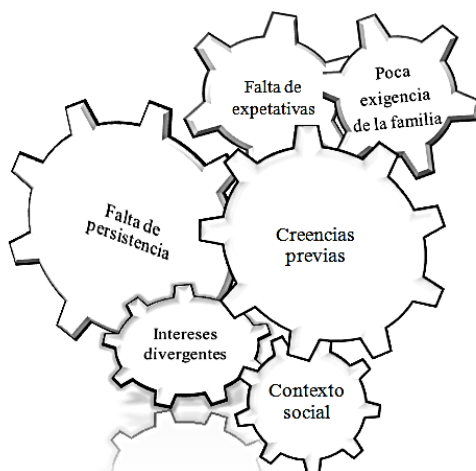 Falta de
expetativas
Poca
exigencia
de la familia
Falta de
persistencia
Creencias
previas
Intereses
divergentes
Contexto
social